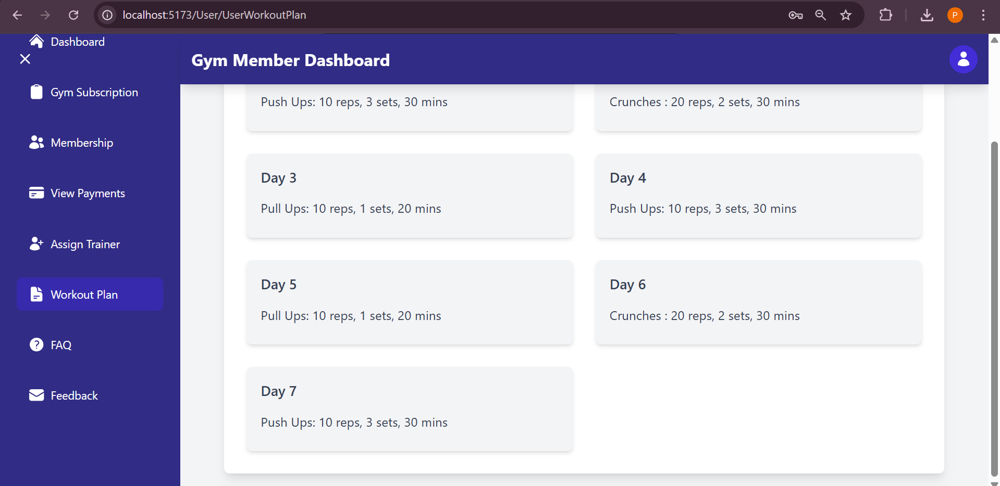 localhost:5173/User/UserWorkoutPlan
P
Dashboard
Gym Subscription
Membership
View Payments
Assign Trainer
Workout Plan
FAQ
Feedback
Gym Member Dashboard
Push Ups: 10 reps, 3 sets, 30 mins
Crunches : 20 reps, 2 sets, 30 mins
Day 3
Pull Ups: 10 reps, 1 sets, 20 mins
Day 4
Push Ups: 10 reps, 3 sets, 30 mins
Day 5
Pull Ups: 10 reps, 1 sets, 20 mins
Day 6
Crunches : 20 reps, 2 sets, 30 mins
Day 7
Push Ups: 10 reps, 3 sets, 30 mins